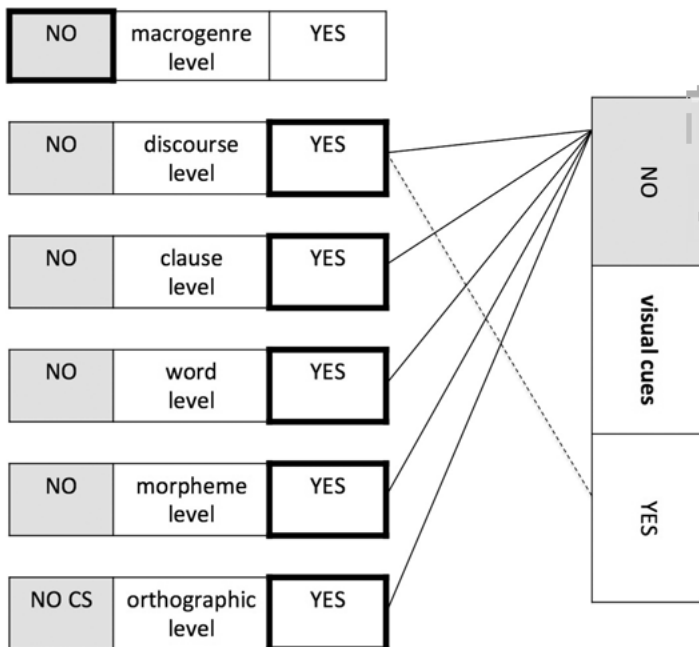 NO macrogenre level YES
NO discourse level YES
NO clause level YES
NO word level YES
NO morpheme level YES
NO CS orthographic level YES
NO
visual cues
YES